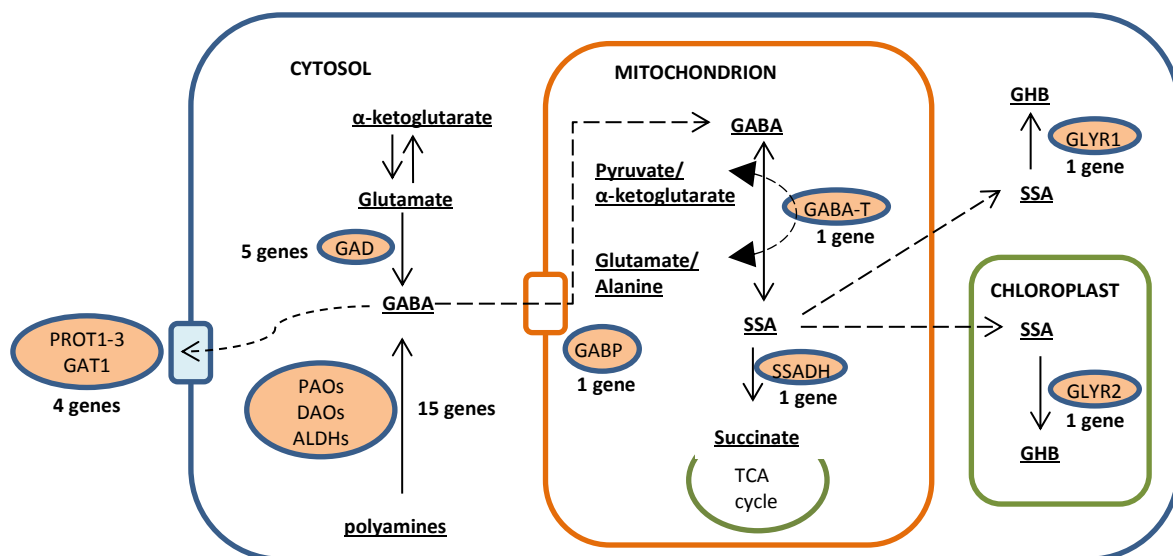 CYTOSOL
α-ketoglutarate
Glutamate
5 genes
GAD
GABA
PROT1-3
GAT1
4 genes
PAOs
DAOs
ALDHs
15 genes
polyamines
MITOCHONDRION
GABA
Pyruvate/
α-ketoglutarate
GABA-T
1 gene
Glutamate/
Alanine
GABP
1 gene
SSA
SSADH
1 gene
Succinate
TCA
cycle
GHB
GLYR1
1 gene
SSA
CHLOROPLAST
SSA
GLYR2
1 gene
GHB